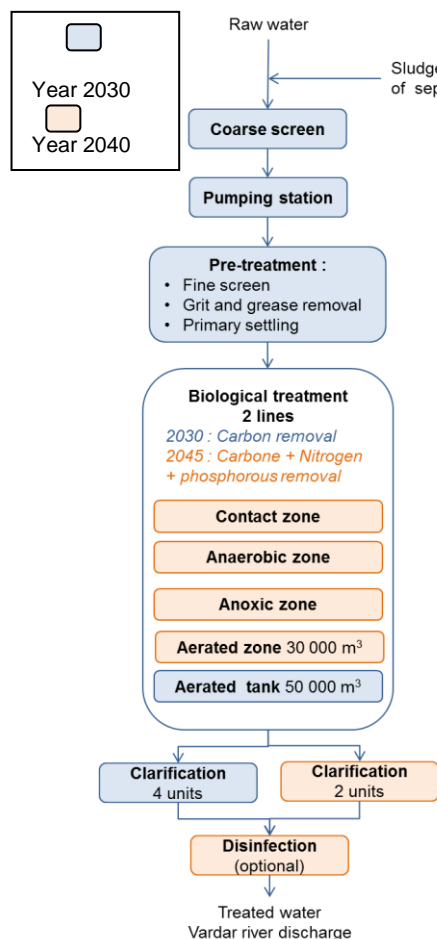 Year 2030
Year 2040
Raw water
Sludge
of sep
Coarse screen
Pumping station
Pre-treatment :
• Fine screen
• Grit and grease removal
• Primary settling
Biological treatment
2 lines
2030 : Carbon removal
2045 : Carbone + Nitrogen
+ phosphorous removal
Contact zone
Anaerobic zone
Anoxic zone
Aerated zone 30 000 m³
Aerated tank 50 000 m³
Clarification
4 units
Clarification
2 units
Disinfection
(optional)
Treated water
Vardar river discharge